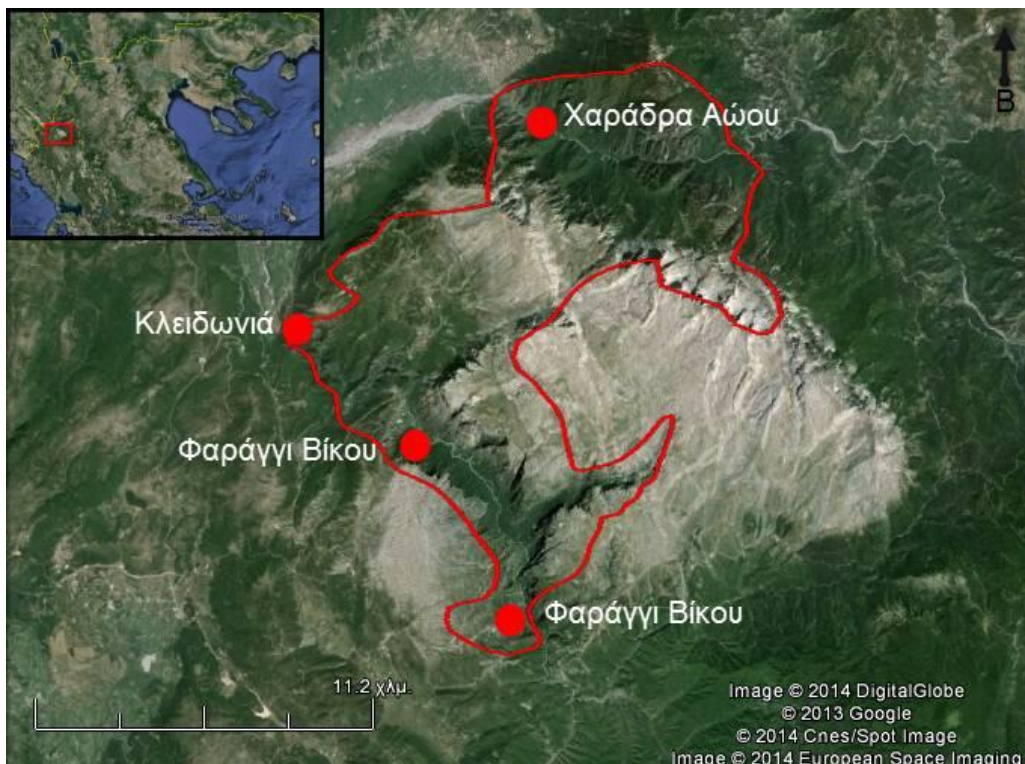 Χαράδρα Αώου
Β
Κλειδωνιά
Φαράγγι Βίκου
Φαράγγι Βίκου
11.2 χλμ.
Image © 2014 DigitalGlobe
© 2013 Google
© 2014 Cnes/Spot Image
Image © 2014 European Space Imaging